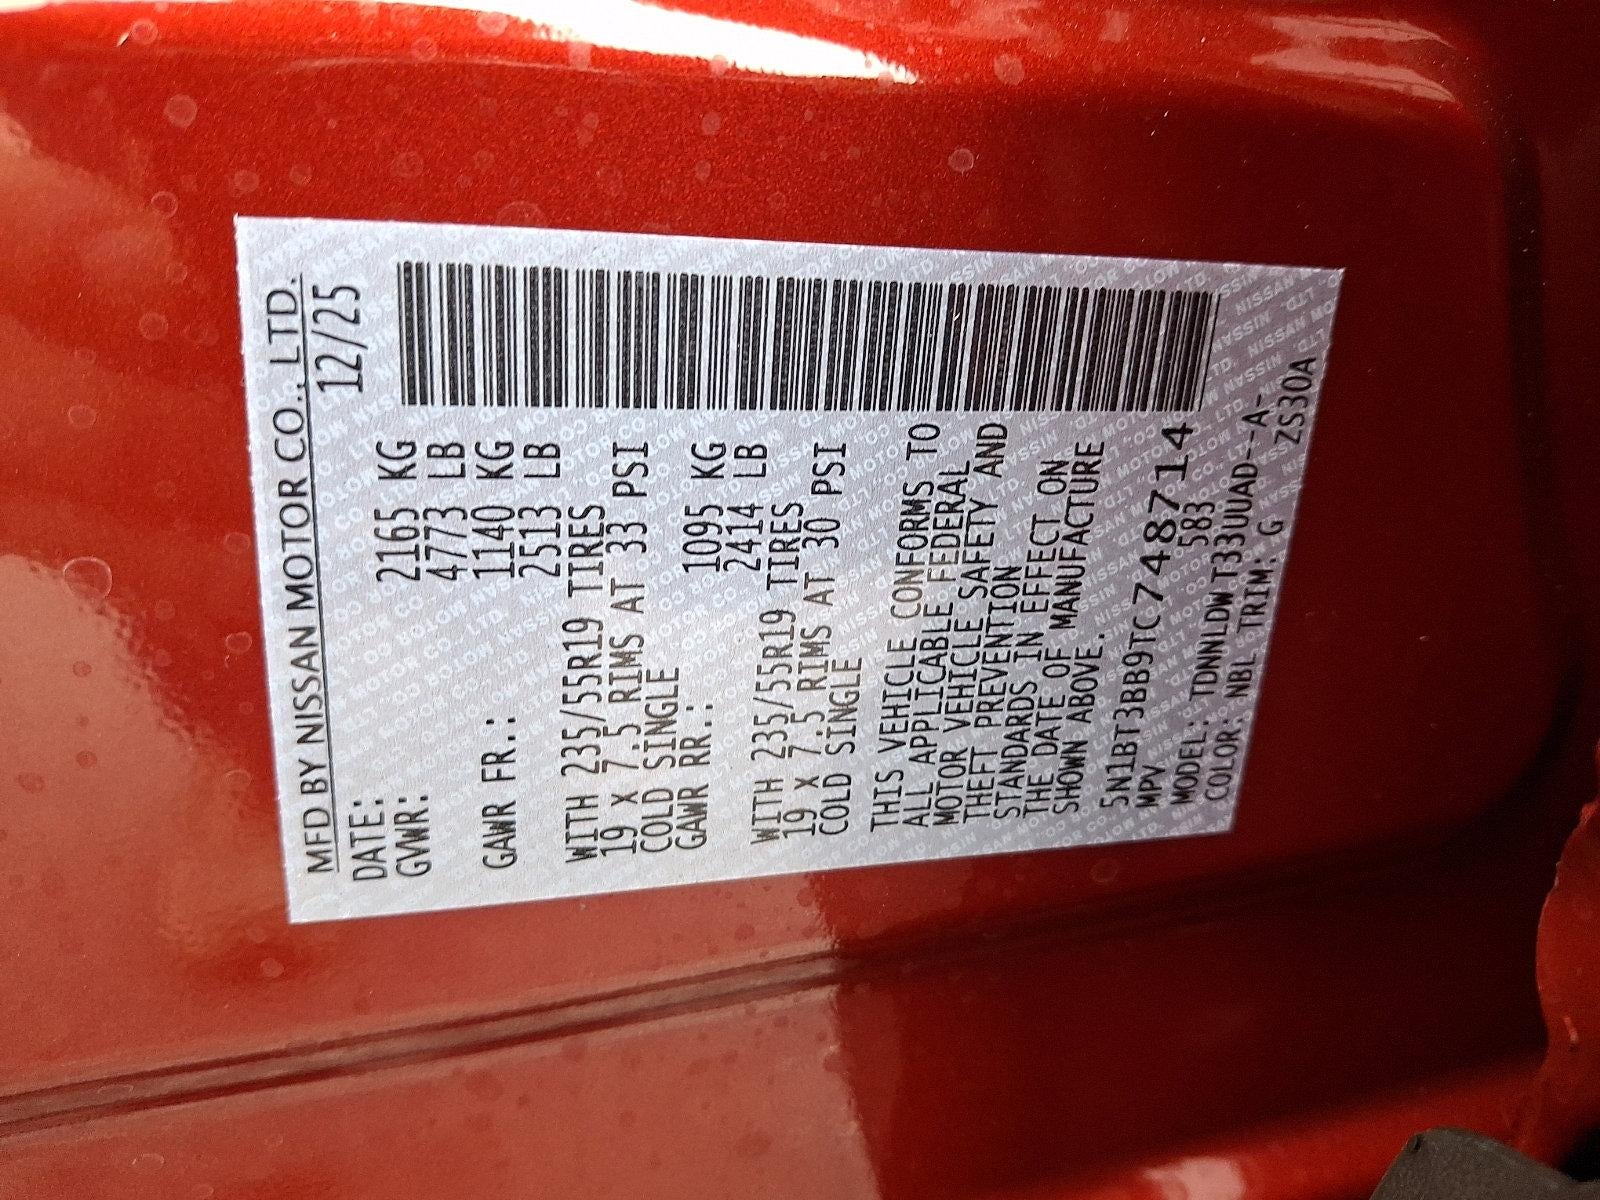 MFD BY NISSAN MOTOR CO., LTD.
DATE: 12/25
GVWR: 2165 KG
4773 LB
GAWR FR.: 1140 KG
2513 LB
WITH 235/55R19 TIRES
19 X 7.5 RIMS AT 33 PSI
COLD SINGLE
GAWR RR.: 1095 KG
2414 LB
WITH 235/55R19 TIRES
19 X 7.5 RIMS AT 30 PSI
COLD SINGLE
THIS VEHICLE CONFORMS TO
ALL APPLICABLE FEDERAL
MOTOR VEHICLE SAFETY AND
THEFT PREVENTION
STANDARDS IN EFFECT ON
THE DATE OF MANUFACTURE
SHOWN ABOVE.
5N1BT3BB9TC748714
MPV 583
MODEL: TDNNNLDWT33UUAD--A-
COLOR: NBL TRIM: G ZS30A